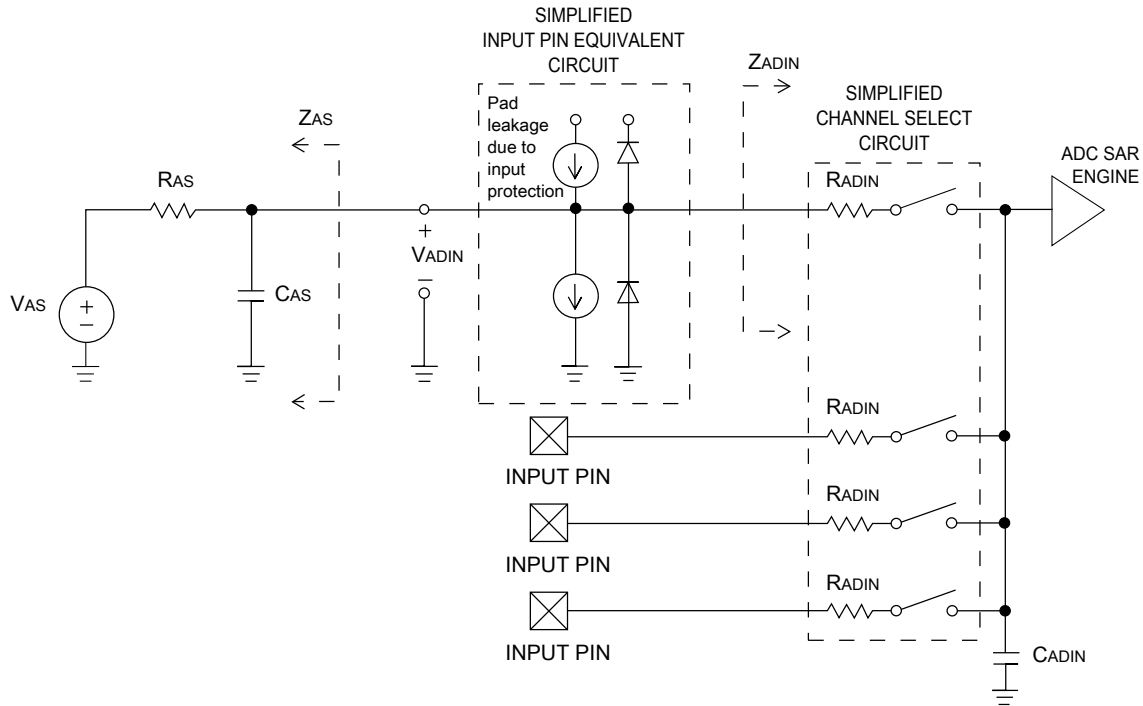 SIMPLIFIED
INPUT PIN EQUIVALENT
CIRCUIT
ZADIN
SIMPLIFIED
CHANNEL SELECT
CIRCUIT
Pad
leakage
due to
input
protection
ZAS
ADC SAR
ENGINE
RAS
RADIN
+
VADIN
–
VAS
+
–
CAS
RADIN
INPUT PIN
RADIN
INPUT PIN
RADIN
INPUT PIN
CADIN